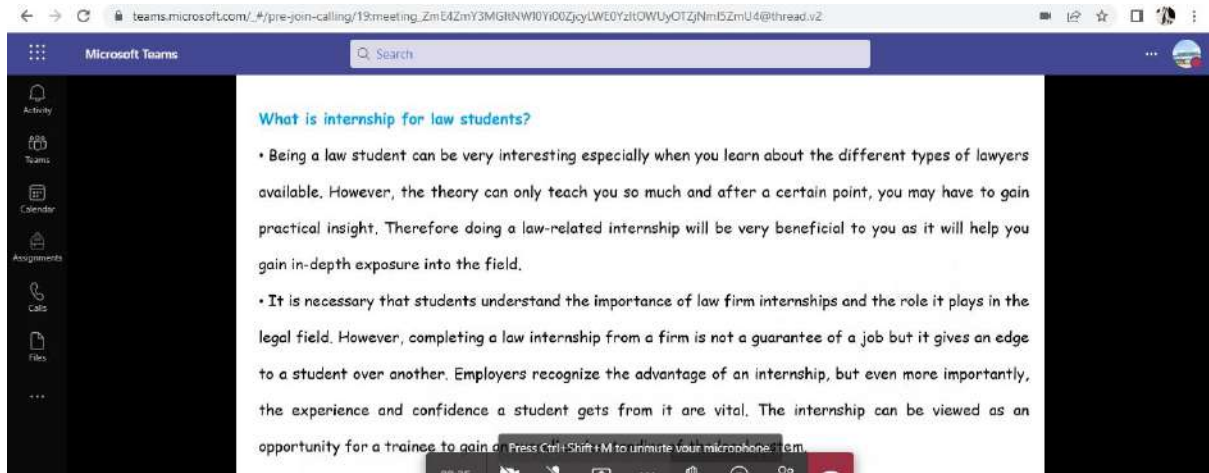 teams.microsoft.com/_#/pre-join-calling/19:meeting_
Microsoft Teams
Search
Activity
Teams
Calendar
Assignments
Calls
Files
What is internship for law students?
• Being a law student can be very interesting especially when you learn about the different types of lawyers
available. However, the theory can only teach you so much and after a certain point, you may have to gain
practical insight. Therefore doing a law-related internship will be very beneficial to you as it will help you
gain in-depth exposure into the field.
• It is necessary that students understand the importance of law firm internships and the role it plays in the
legal field. However, completing a law internship from a firm is not a guarantee of a job but it gives an edge
to a student over another. Employers recognize the advantage of an internship, but even more importantly,
the experience and confidence a student gets from it are vital. The internship can be viewed as an
opportunity for a trainee to gain
Press Ctrl+Shift+M to unmute your microphone.